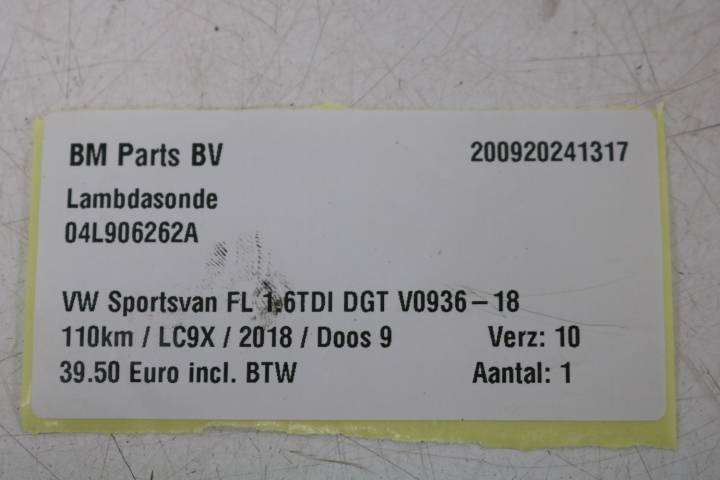 BM Parts BV 200920241317
Lambdasonde
04L906262A
VW Sportsvan FL 1.6TDI DGT V0936-18
110km / LC9X / 2018 / Doos 9 Verz: 10
39.50 Euro incl. BTW Aantal: 1